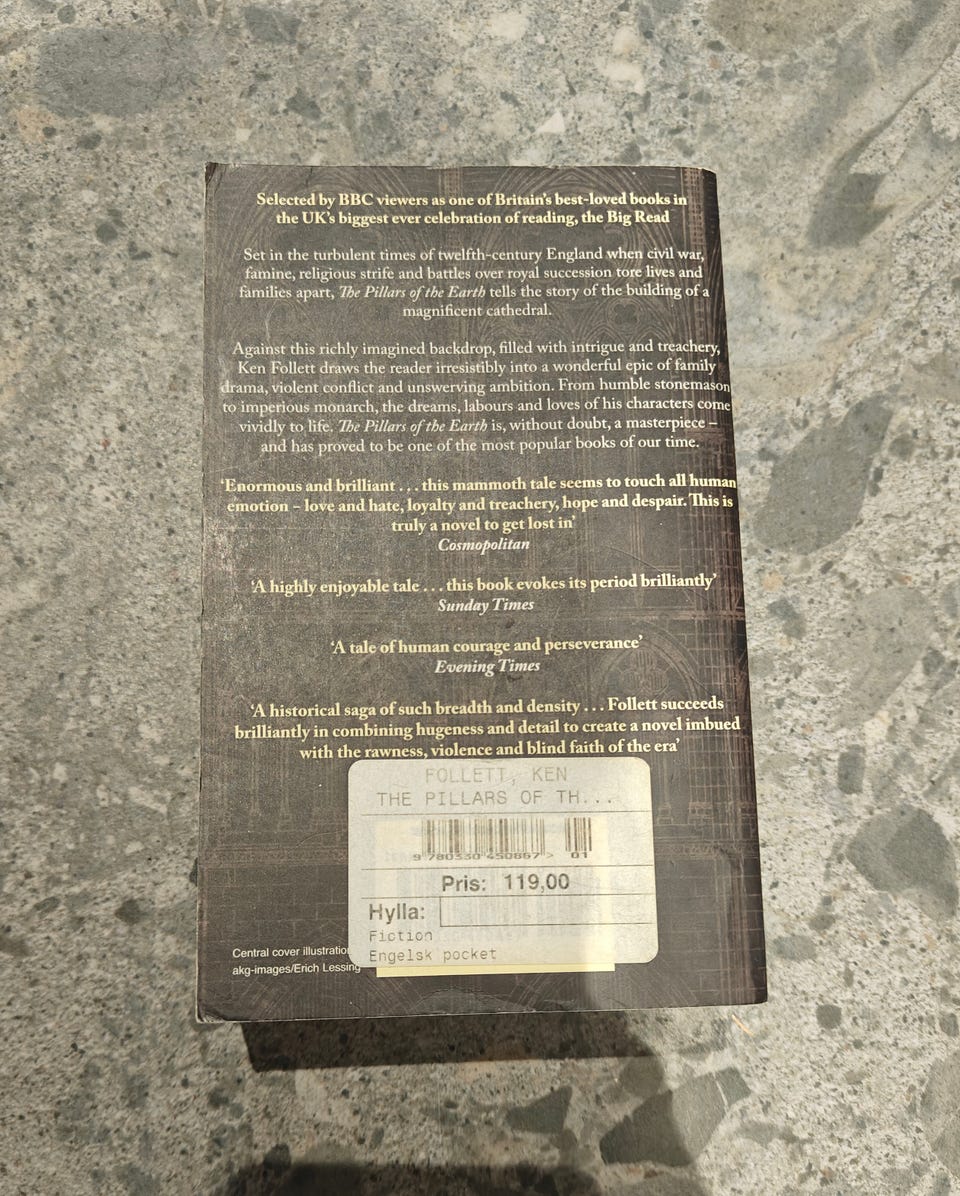 Selected by BBC viewers as one of Britain's best-loved books in
the UK's biggest ever celebration of reading, the Big Read
Set in the turbulent times of twelfth-century England when civil war,
famine, religious strife and battles over royal succession tore lives and
families apart, The Pillars of the Earth tells the story of the building of a
magnificent cathedral.
Against this richly imagined backdrop, filled with intrigue and treachery,
Ken Follett draws the reader irresistibly into a wonderful epic of family
drama, violent conflict and unswerving ambition. From humble stonemason
to imperious monarch, the dreams, labours and loves of his characters come
vividly to life. The Pillars of the Earth is, without doubt, a masterpiece –
and has proved to be one of the most popular books of our time.
'Enormous and brilliant . . . this mammoth tale seems to touch all human
emotion – love and hate, loyalty and treachery, hope and despair. This is
truly a novel to get lost in'
Cosmopolitan
'A highly enjoyable tale . . . this book evokes its period brilliantly'
Sunday Times
'A tale of human courage and perseverance'
Evening Times
'A historical saga of such breadth and density . . . Follett succeeds
brilliantly in combining hugeness and detail to create a novel imbued
with the rawness, violence and blind faith of the era'
FOLLETT, KEN
THE PILLARS OF TH...
9 780330 450867 > 01
Pris: 119,00
Hylla:
Fiction
Engelsk pocket
Central cover illustration
akg-images/Erich Lessing